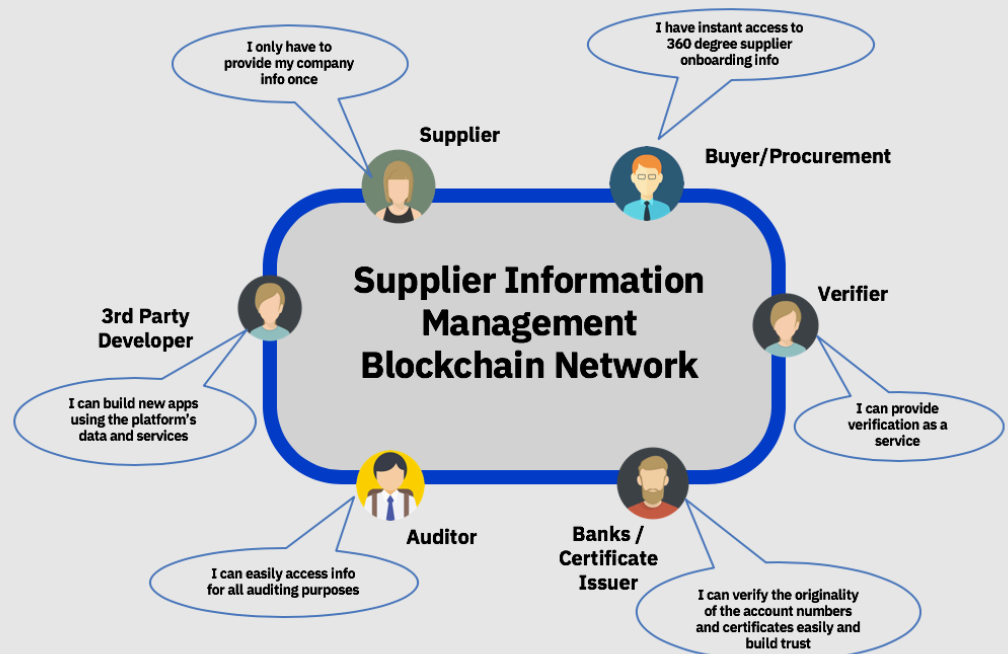 I only have to
provide my company
info once
I have instant access to
360 degree supplier
onboarding info
Supplier
Buyer/Procurement
Supplier Information
Management
Blockchain Network
3rd Party
Developer
Verifier
I can build new apps
using the platform's
data and services
I can provide
verification as a
service
Auditor
Banks /
Certificate
Issuer
I can easily access info
for all auditing purposes
I can verify the originality
of the account numbers
and certificates easily and
build trust